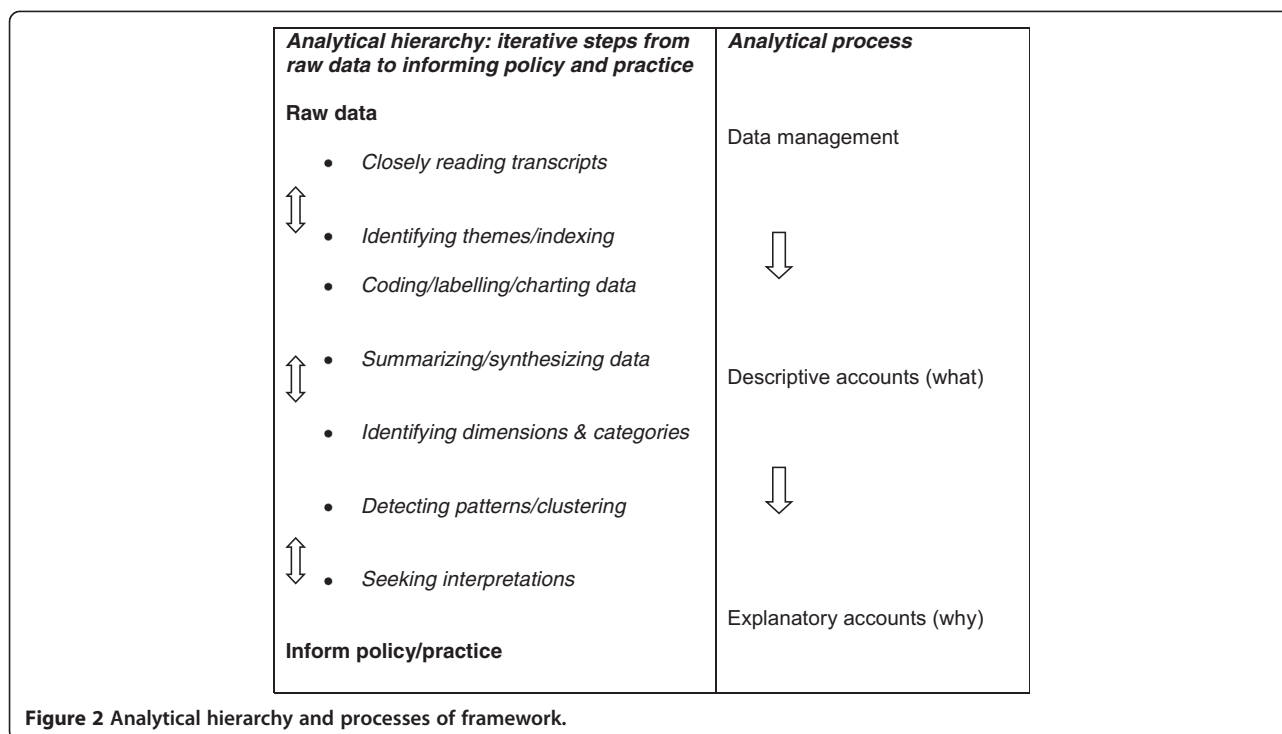 Analytical hierarchy: iterative steps from
raw data to informing policy and practice
Raw data
• Closely reading transcripts
• Identifying themes/indexing
• Coding/labelling/charting data
• Summarizing/synthesizing data
• Identifying dimensions & categories
• Detecting patterns/clustering
• Seeking interpretations
Inform policy/practice
Analytical process
Data management
Descriptive accounts (what)
Explanatory accounts (why)
Figure 2 Analytical hierarchy and processes of framework.